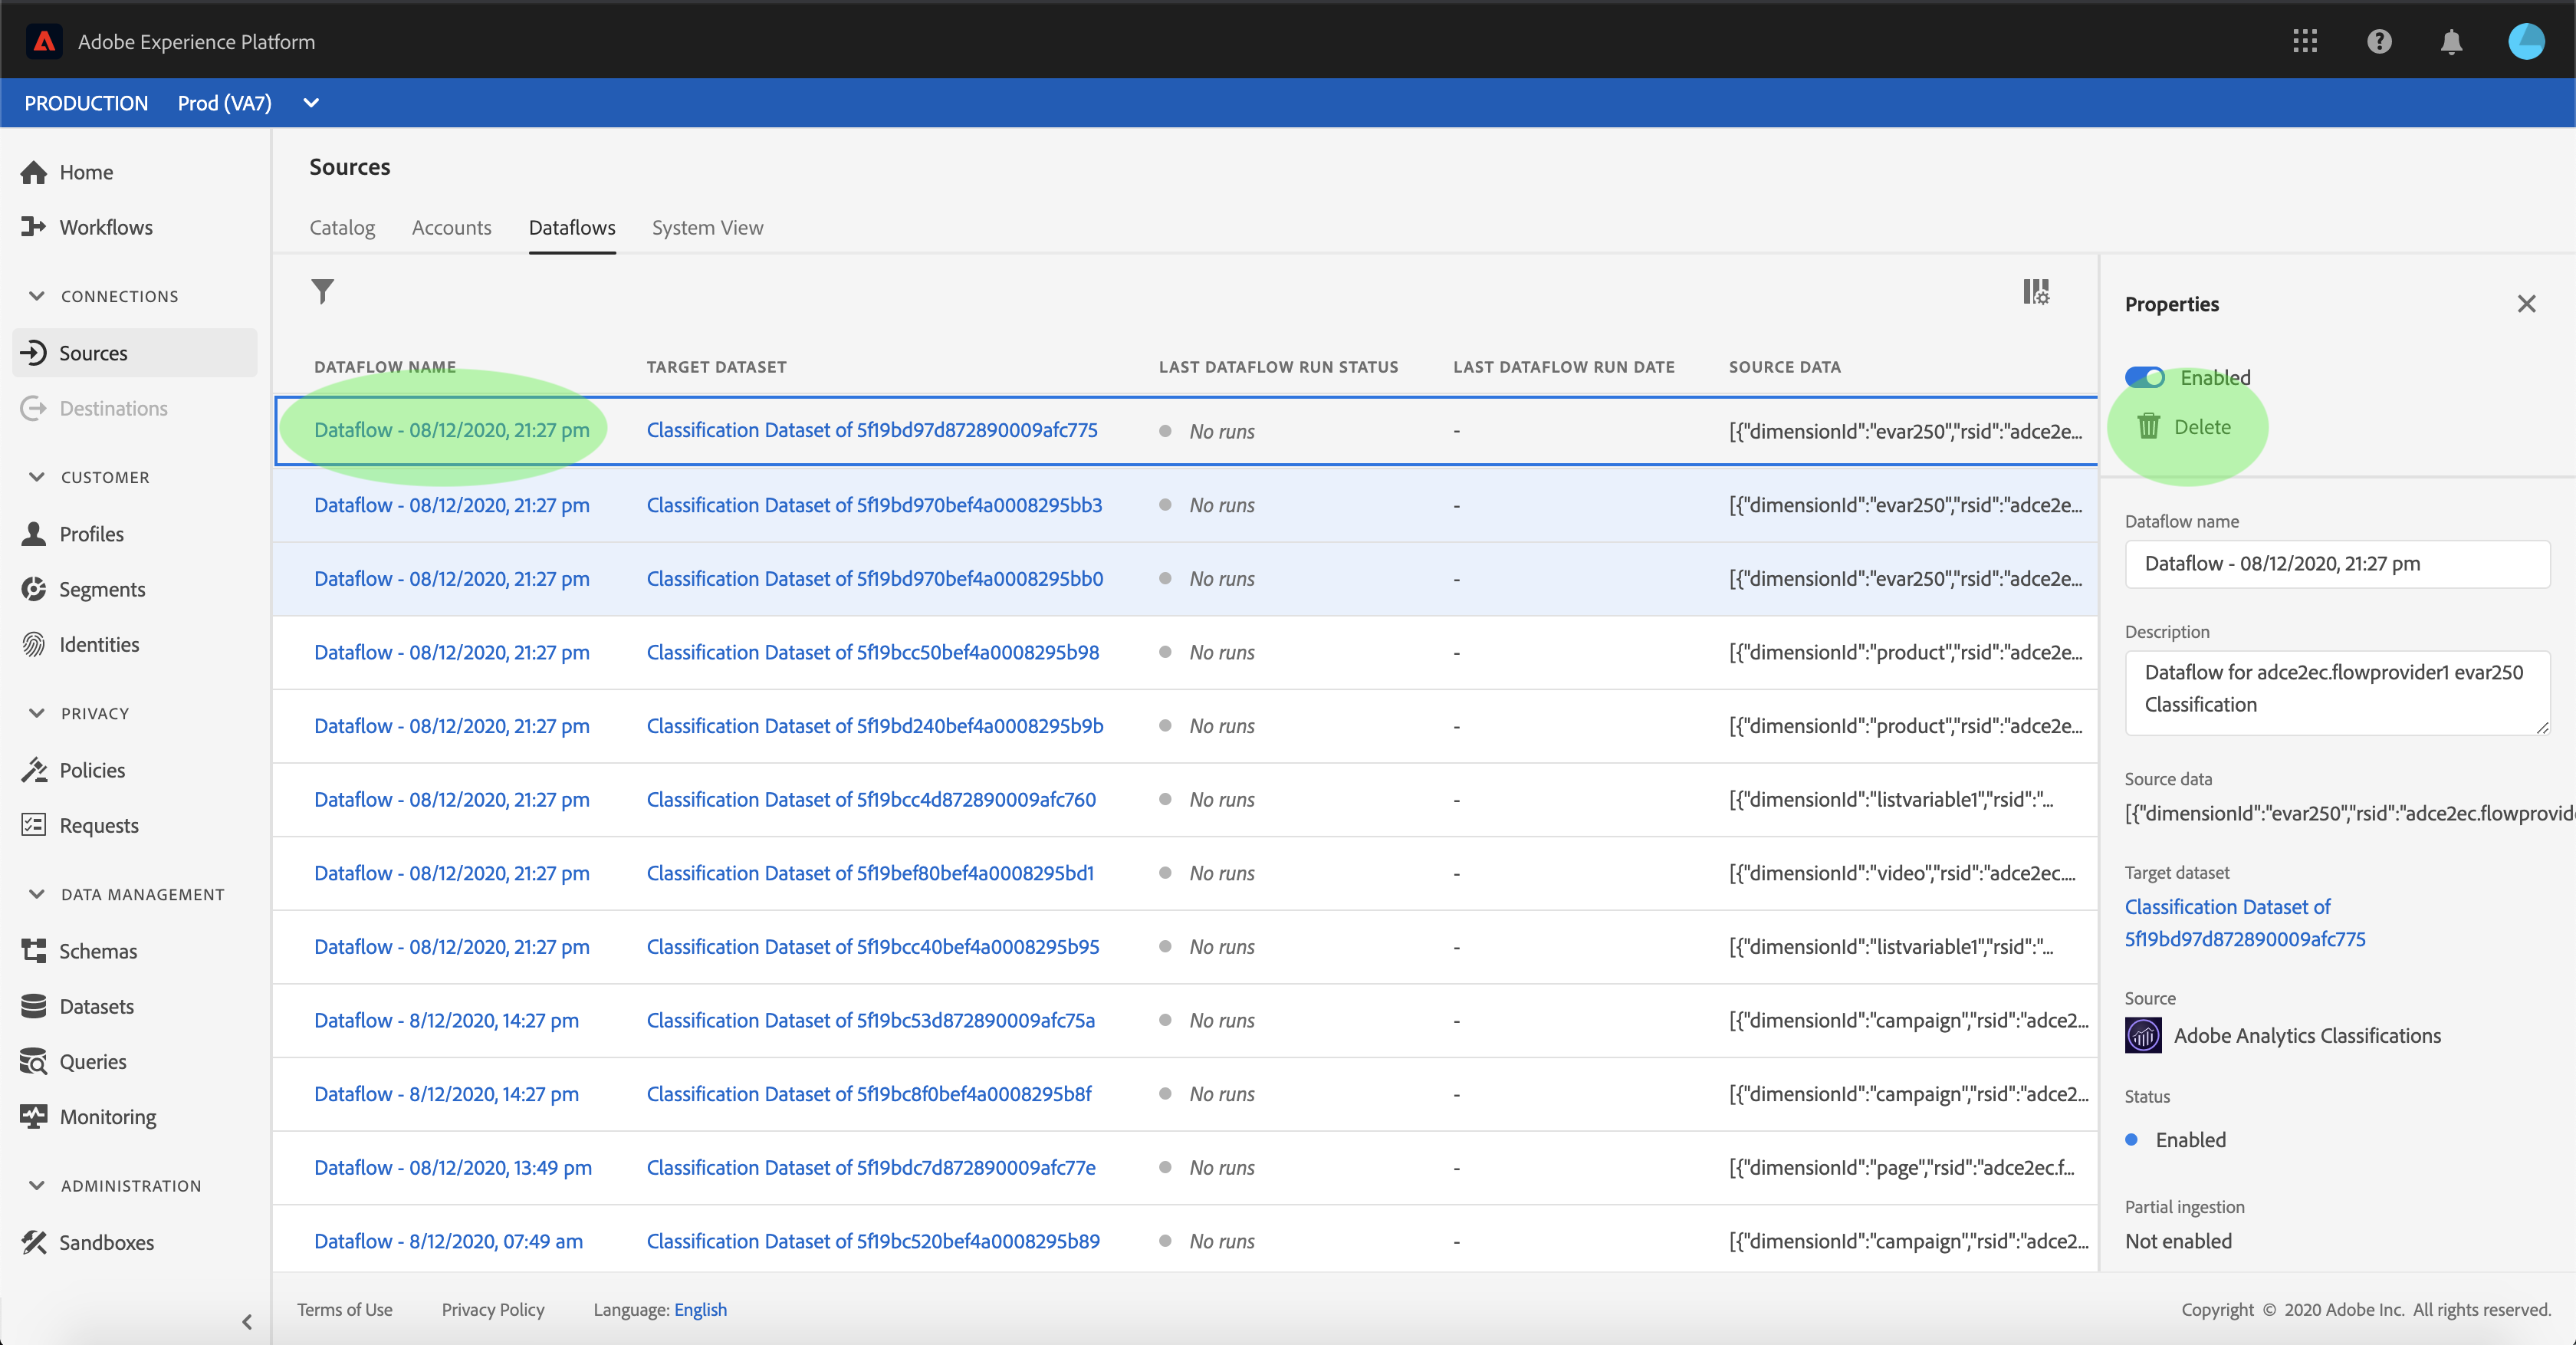 Adobe Experience Platform
PRODUCTION Prod (VA7)
Home
Workflows
CONNECTIONS
Sources
Destinations
CUSTOMER
Profiles
Segments
Identities
PRIVACY
Policies
Requests
DATA MANAGEMENT
Schemas
Datasets
Queries
Monitoring
ADMINISTRATION
Sandboxes
Sources
Catalog Accounts Dataflows System View
DATAFLOW NAME TARGET DATASET LAST DATAFLOW RUN STATUS LAST DATAFLOW RUN DATE SOURCE DATA
Dataflow - 08/12/2020, 21:27 pm Classification Dataset of 5f19bd97d872890009afc775 No runs - [{"dimensionId":"evar250","rsid":"adce2e...
Dataflow - 08/12/2020, 21:27 pm Classification Dataset of 5f19bd970bef4a0008295bb3 No runs - [{"dimensionId":"evar250","rsid":"adce2e...
Dataflow - 08/12/2020, 21:27 pm Classification Dataset of 5f19bd970bef4a0008295bb0 No runs - [{"dimensionId":"evar250","rsid":"adce2e...
Dataflow - 08/12/2020, 21:27 pm Classification Dataset of 5f19bcc50bef4a0008295b98 No runs - [{"dimensionId":"product","rsid":"adce2e...
Dataflow - 08/12/2020, 21:27 pm Classification Dataset of 5f19bd240bef4a0008295b9b No runs - [{"dimensionId":"product","rsid":"adce2e...
Dataflow - 08/12/2020, 21:27 pm Classification Dataset of 5f19bcc4d872890009afc760 No runs - [{"dimensionId":"listvariable1","rsid":"...
Dataflow - 08/12/2020, 21:27 pm Classification Dataset of 5f19bef80bef4a0008295bd1 No runs - [{"dimensionId":"video","rsid":"adce2ec....
Dataflow - 08/12/2020, 21:27 pm Classification Dataset of 5f19bcc40bef4a0008295b95 No runs - [{"dimensionId":"listvariable1","rsid":"...
Dataflow - 8/12/2020, 14:27 pm Classification Dataset of 5f19bc53d872890009afc75a No runs - [{"dimensionId":"campaign","rsid":"adce2...
Dataflow - 8/12/2020, 14:27 pm Classification Dataset of 5f19bc8f0bef4a0008295b8f No runs - [{"dimensionId":"campaign","rsid":"adce2...
Dataflow - 08/12/2020, 13:49 pm Classification Dataset of 5f19bdc7d872890009afc77e No runs - [{"dimensionId":"page","rsid":"adce2ec.f...
Dataflow - 8/12/2020, 07:49 am Classification Dataset of 5f19bc520bef4a0008295b89 No runs - [{"dimensionId":"campaign","rsid":"adce2...
Properties
Enabled
Delete
Dataflow name
Dataflow - 08/12/2020, 21:27 pm
Description
Dataflow for adce2ec.flowprovider1 evar250
Classification
Source data
[{"dimensionId":"evar250","rsid":"adce2ec.flowprovid
Target dataset
Classification Dataset of
5f19bd97d872890009afc775
Source
Adobe Analytics Classifications
Status
Enabled
Partial ingestion
Not enabled
Terms of Use Privacy Policy Language: English
Copyright © 2020 Adobe Inc. All rights reserved.